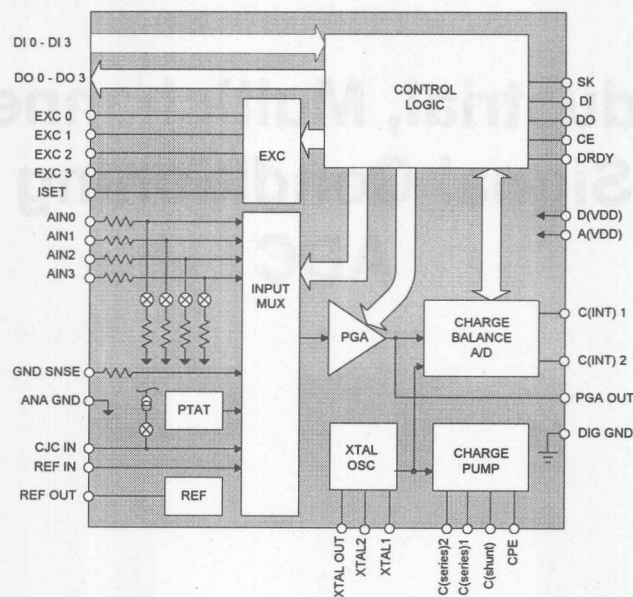 DI 0 - DI 3
DO 0 - DO 3
EXC 0
EXC 1
EXC 2
EXC 3
ISET
AIN0
AIN1
AIN2
AIN3
GND SNSE
ANA GND
CJC IN
REF IN
REF OUT
CONTROL
LOGIC
EXC
INPUT
MUX
PTAT
REF
PGA
CHARGE
BALANCE
A/D
XTAL
OSC
CHARGE
PUMP
SK
DI
DO
CE
DRDY
D(VDD)
A(VDD)
C(INT) 1
C(INT) 2
PGA OUT
DIG GND
XTAL OUT
XTAL2
XTAL1
C(series)2
C(series)1
C(shunt)
CPE